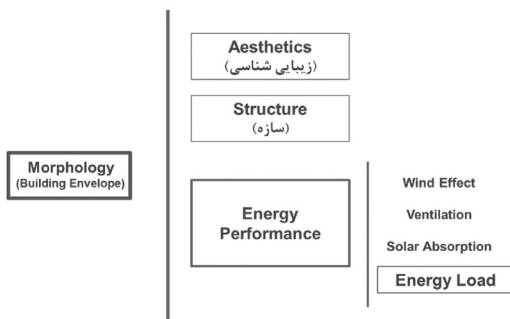 Aesthetics
(زیبایی شناسی)
Structure
(سازه)
Morphology
(Building Envelope)
Energy
Performance
Wind Effect
Ventilation
Solar Absorption
Energy Load